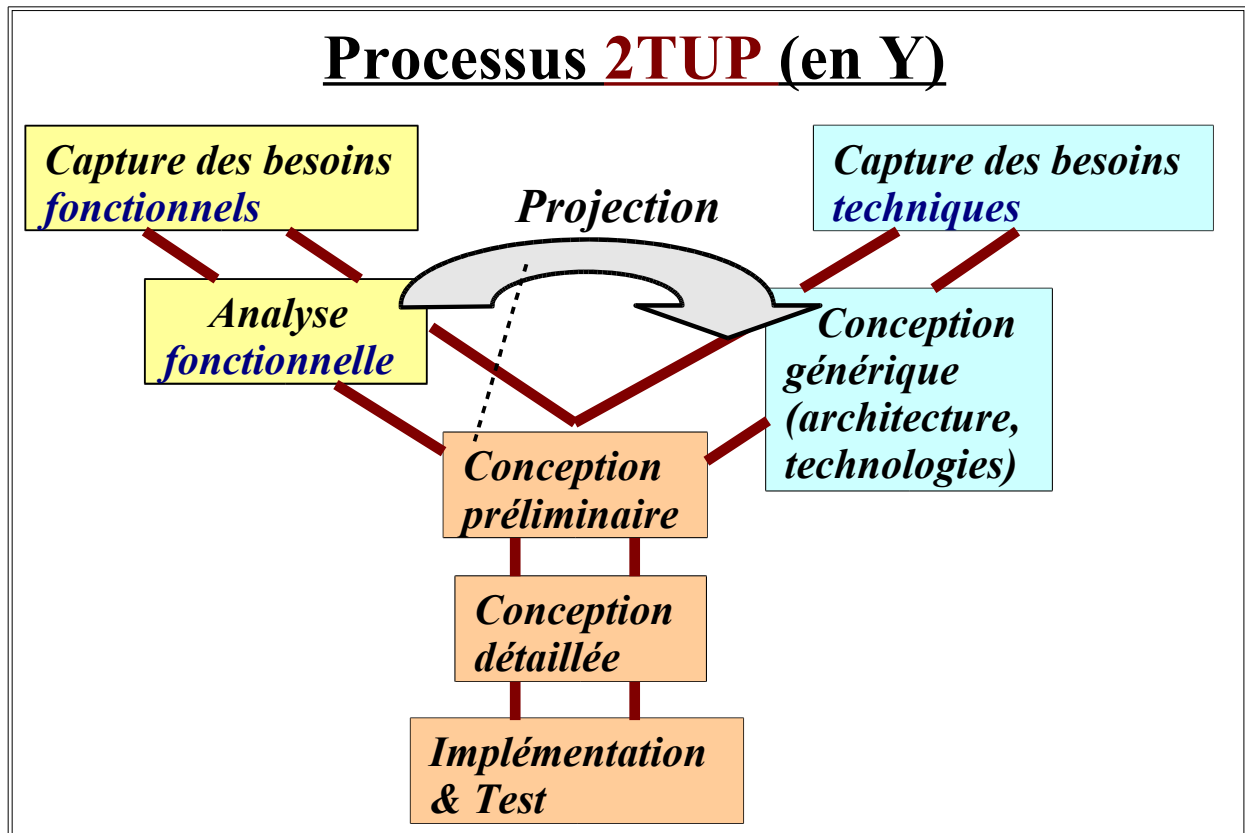 Processus 2TUP (en Y)
Capture des besoins
fonctionnels
Capture des besoins
techniques
Projection
Analyse
fonctionnelle
Conception
générique
(architecture,
technologies)
Conception
préliminaire
Conception
détaillée
Implémentation
& Test